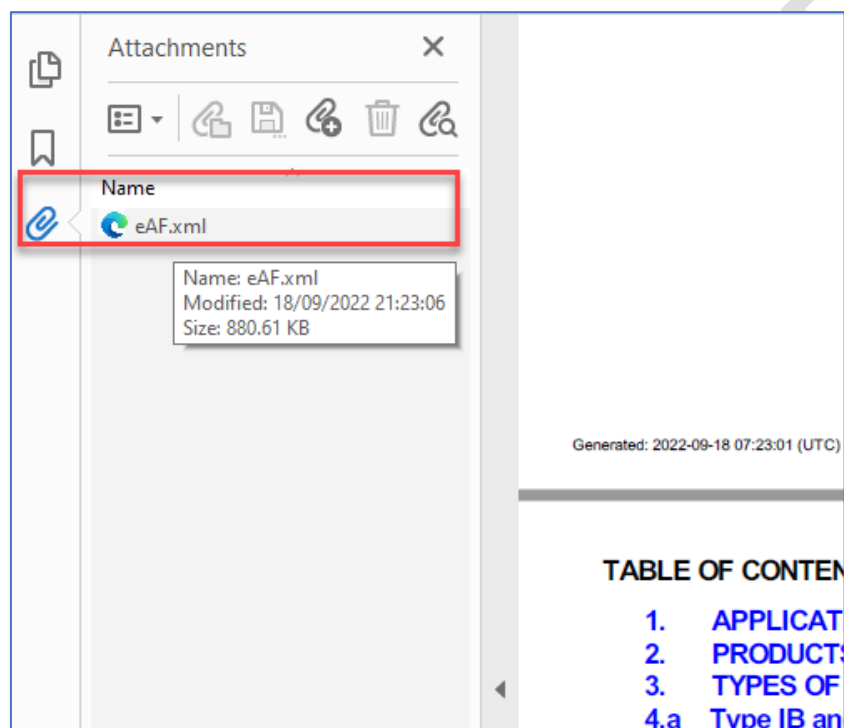 Attachments
Name
eAF.xml
Name: eAF.xml
Modified: 18/09/2022 21:23:06
Size: 880.61 KB
Generated: 2022-09-18 07:23:01 (UTC)
TABLE OF CONTEN
1. APPLICAT
2. PRODUCTS
3. TYPES OF
4.a Type IB an